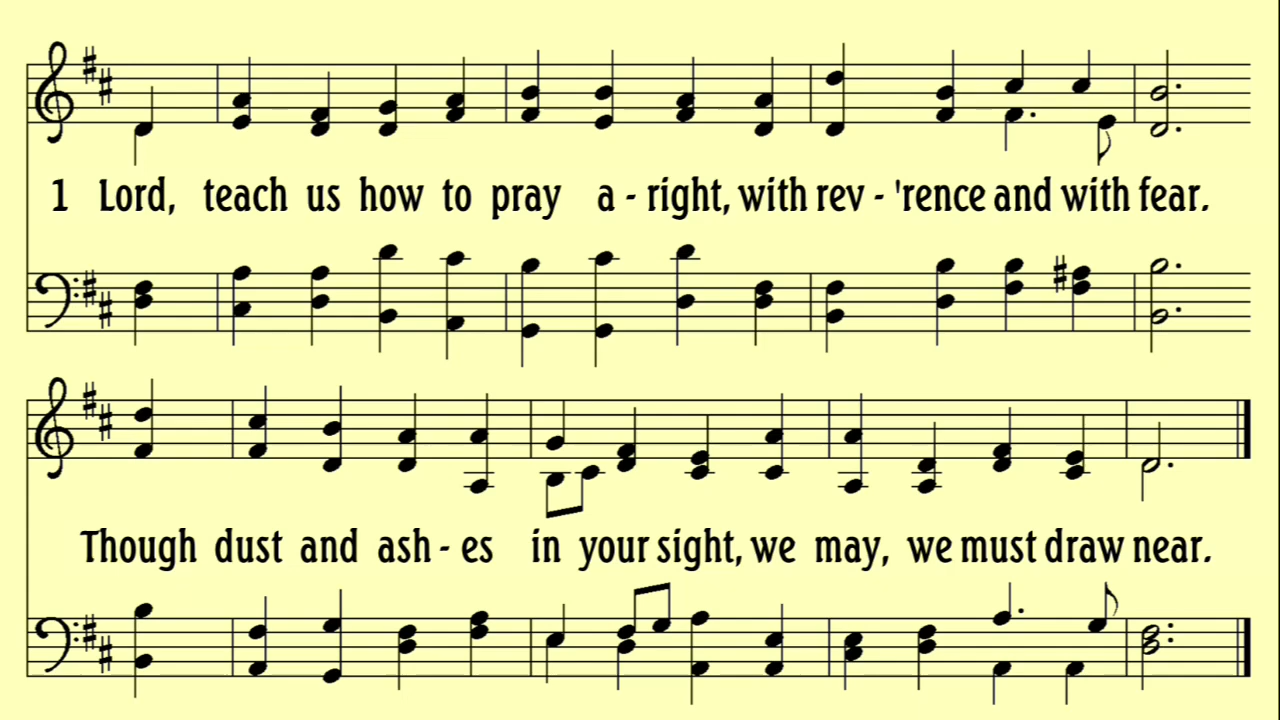 1 Lord, teach us how to pray a - right, with rev - 'rence and with fear.
Though dust and ash - es in your sight, we may, we must draw near.